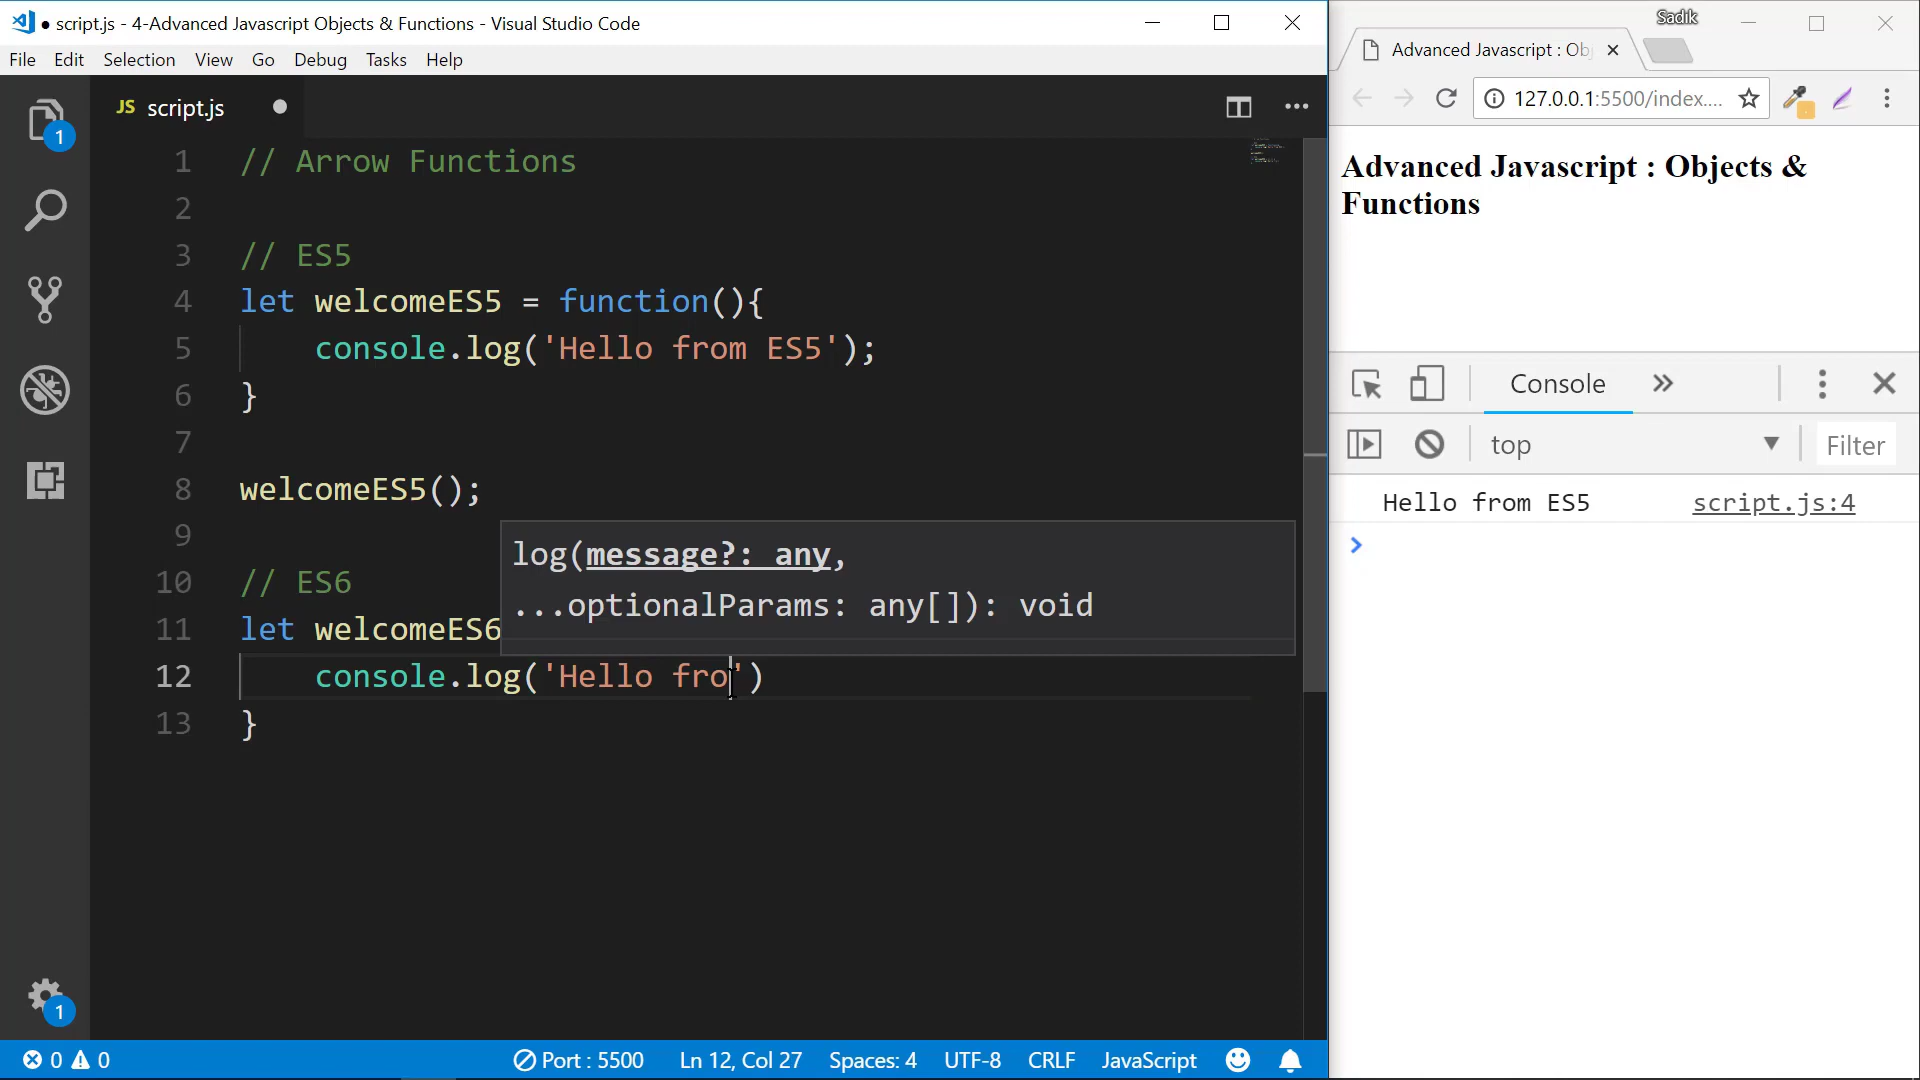 script.js - 4-Advanced Javascript Objects & Functions - Visual Studio Code
File Edit Selection View Go Debug Tasks Help
JS script.js
1 // Arrow Functions
2
3 // ES5
4 let welcomeES5 = function(){
5 console.log('Hello from ES5');
6 }
7
8 welcomeES5();
9
log(message?: any,
...optionalParams: any[]): void
10 // ES6
11 let welcomeES6
12 console.log('Hello fro')
13 }
1
1
0 0 Port : 5500 Ln 12, Col 27 Spaces: 4 UTF-8 CRLF JavaScript
Sadik
Advanced Javascript : Ob
127.0.0.1:5500/index....
Advanced Javascript : Objects &
Functions
Console
top Filter
Hello from ES5 script.js:4